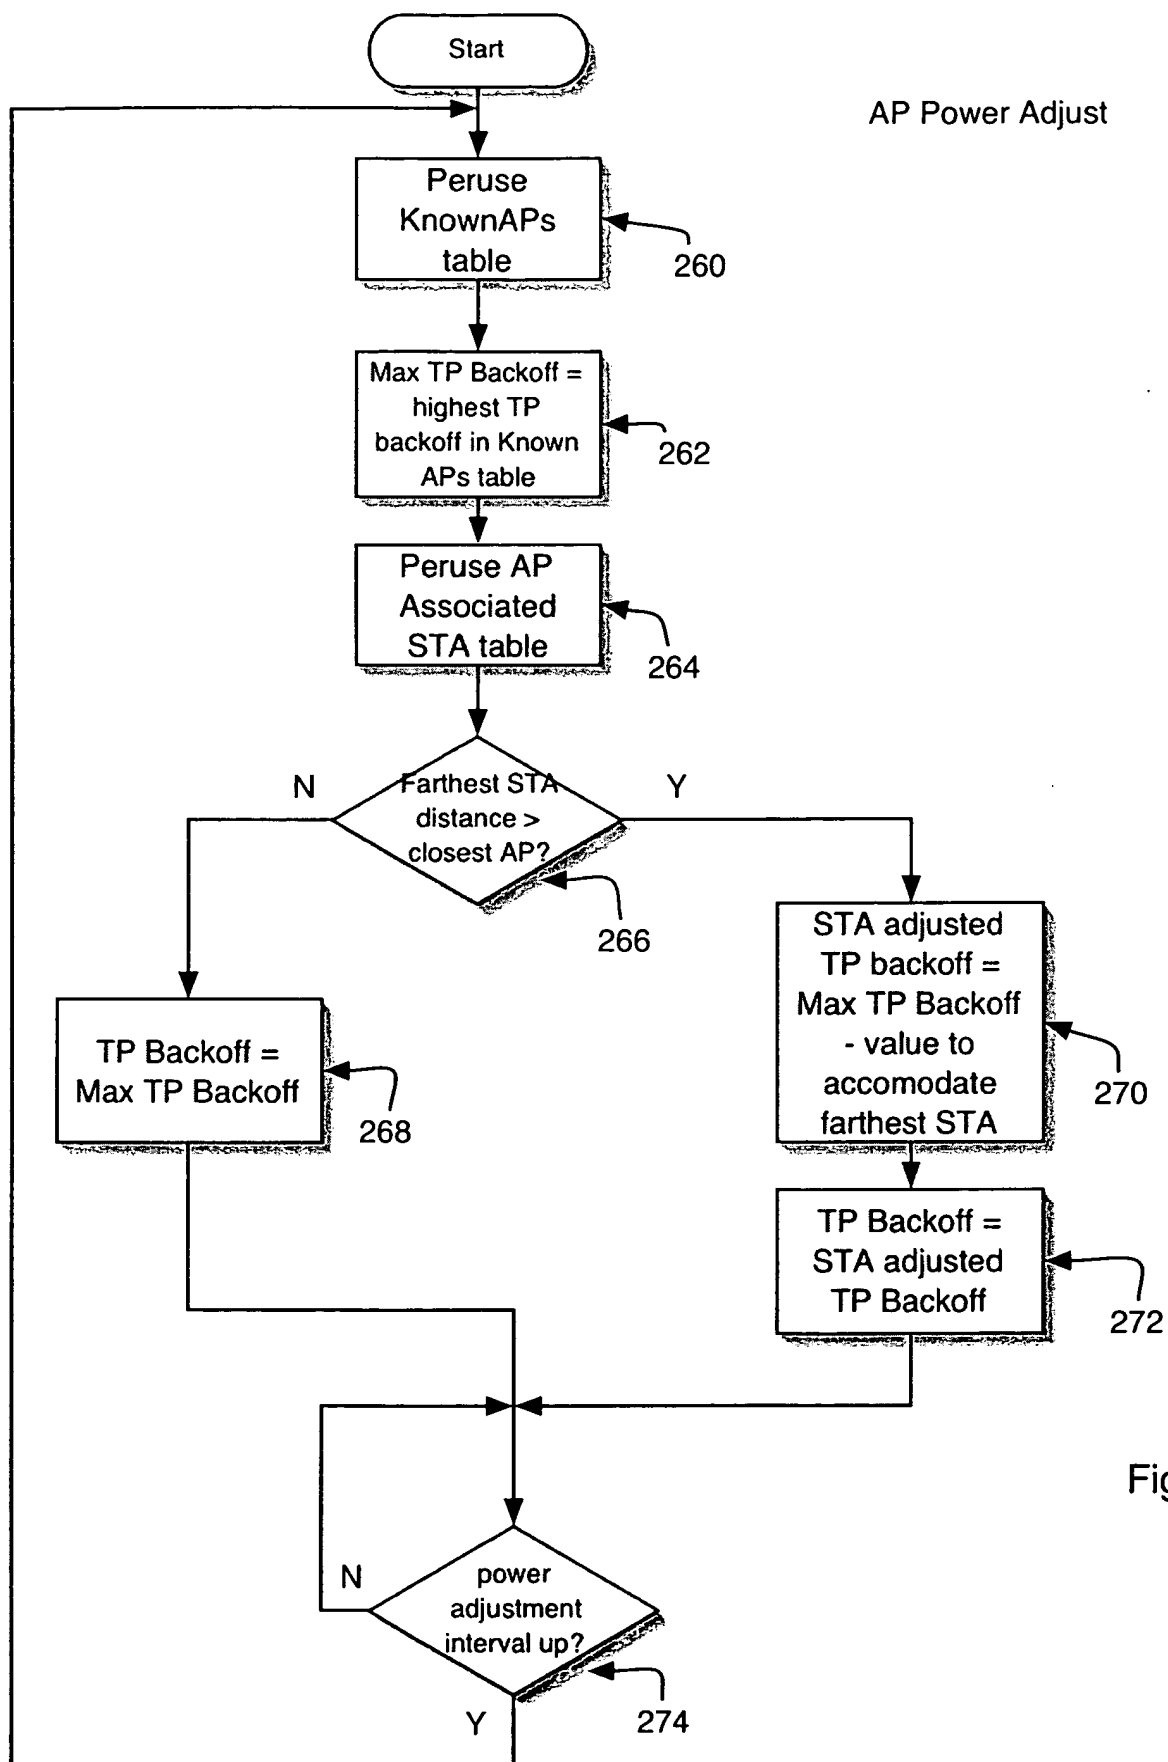 Start
AP Power Adjust
Peruse
KnownAPs
table
260
Max TP Backoff =
highest TP
backoff in Known
APs table
262
Peruse AP
Associated
STA table
264
N
Farthest STA
distance >
closest AP?
Y
266
STA adjusted
TP backoff =
Max TP Backoff
- value to
accomodate
farthest STA
270
TP Backoff =
Max TP Backoff
268
TP Backoff =
STA adjusted
TP Backoff
272
Fig
N
power
adjustment
interval up?
274
Y